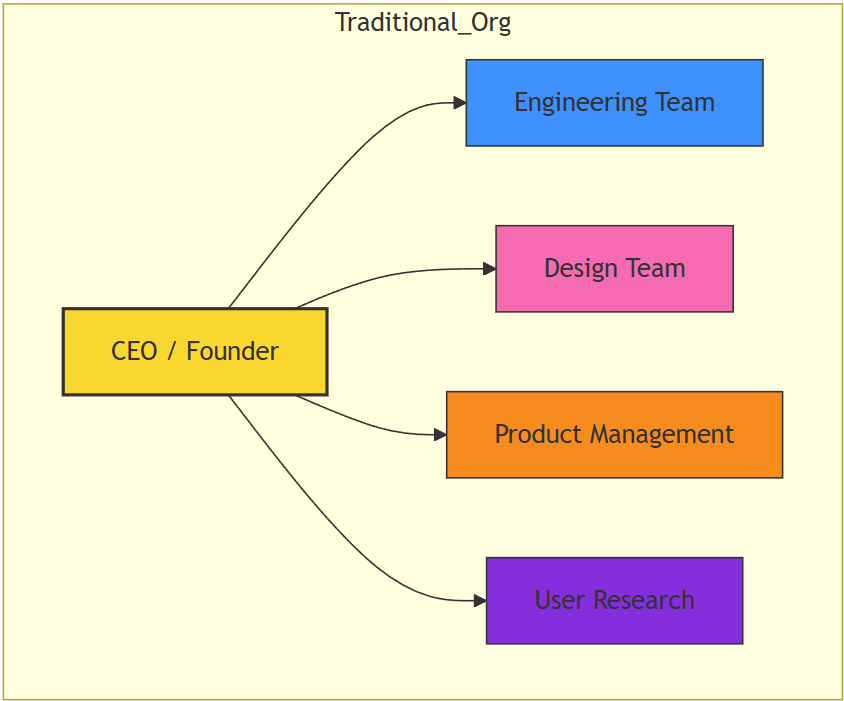 Traditional_Org
Engineering Team
Design Team
CEO / Founder
Product Management
User Research